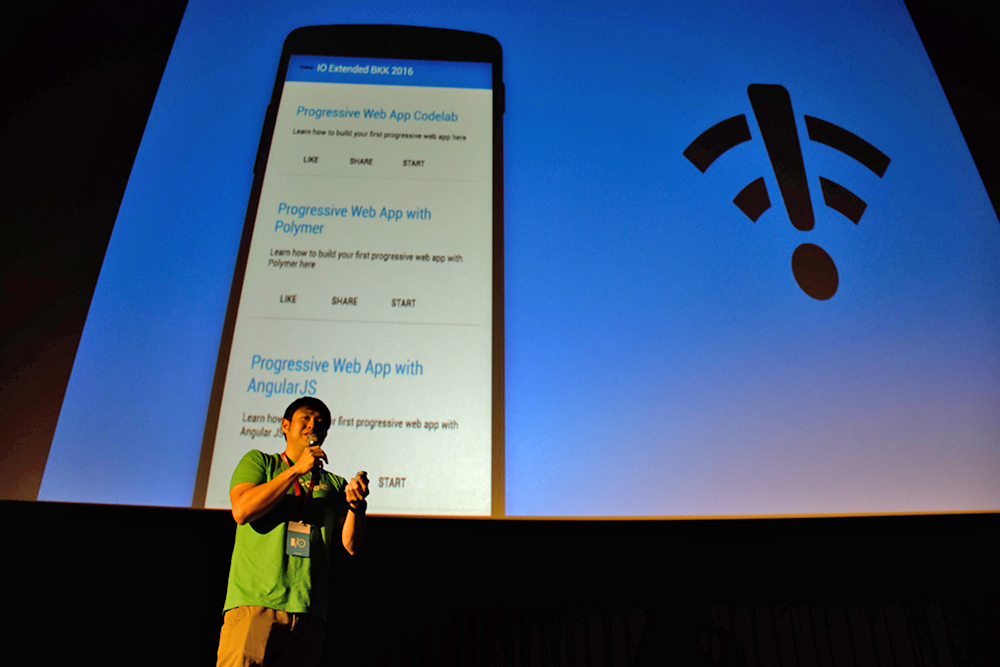 IO Extended BKK 2016
Progressive Web App Codelab
Learn how to build your first progressive web app here
LIKE SHARE START
Progressive Web App with
Polymer
Learn how to build your first progressive web app with
Polymer here
LIKE SHARE START
Progressive Web App with
AngularJS
Learn how first progressive web app with
Angular
START
I/O